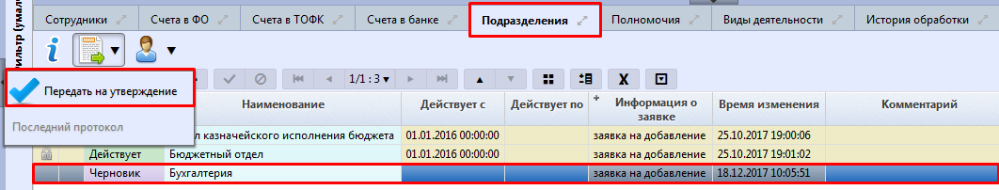 Сотрудники Счета в ФО Счета в ТОФК Счета в банке Подразделения Полномочия Виды деятельности История обработки
1/1 : 3
Передать на утверждение
Последний протокол
Наименование Действует с Действует по Информация о заявке Время изменения Комментарий
казначейского исполнения бюджета 01.01.2016 00:00:00 заявка на добавление 25.10.2017 19:00:06
Действует Бюджетный отдел 01.01.2016 00:00:00 заявка на добавление 25.10.2017 19:01:02
Черновик Бухгалтерия заявка на добавление 18.12.2017 10:05:51